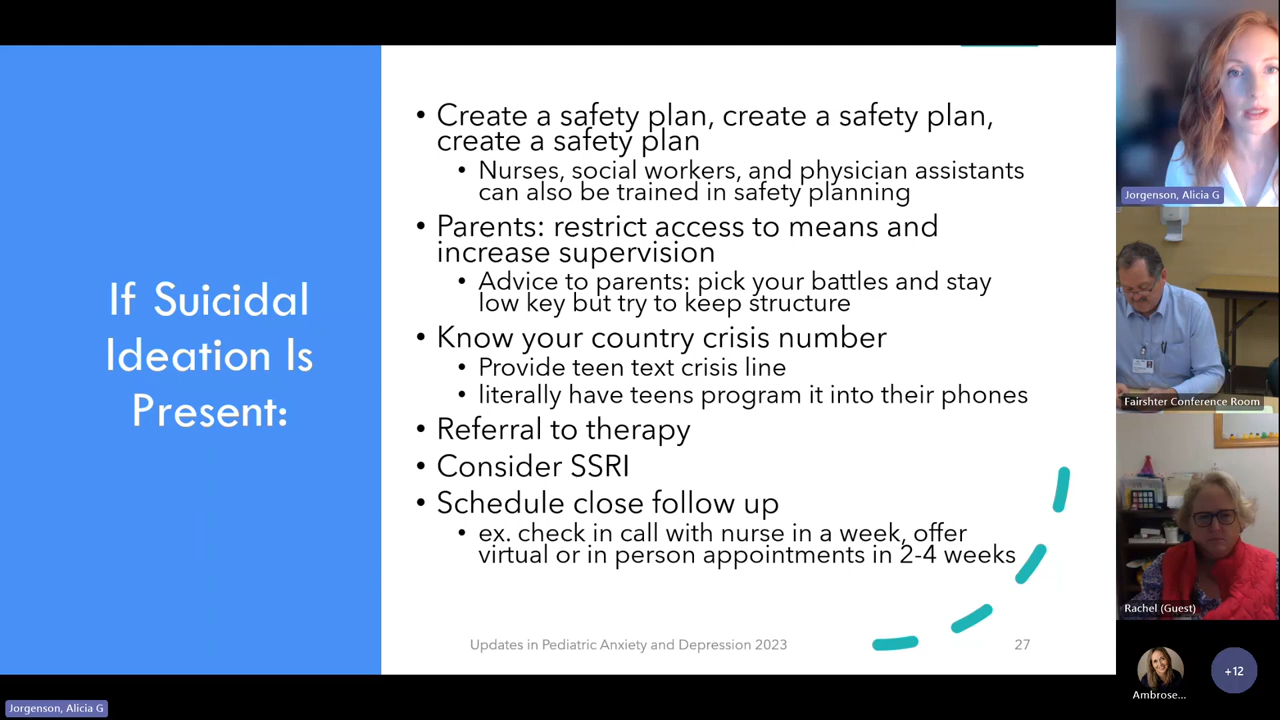 If Suicidal
Ideation Is
Present:
• Create a safety plan, create a safety plan,
create a safety plan
• Nurses, social workers, and physician assistants
can also be trained in safety planning
• Parents: restrict access to means and
increase supervision
• Advice to parents: pick your battles and stay
low key but try to keep structure
• Know your country crisis number
• Provide teen text crisis line
• literally have teens program it into their phones
• Referral to therapy
• Consider SSRI
• Schedule close follow up
• ex. check in call with nurse in a week, offer
virtual or in person appointments in 2-4 weeks
Updates in Pediatric Anxiety and Depression 2023
27
Jorgenson, Alicia G
Fairshter Conference Room
Rachel (Guest)
Ambrose...
+12
Jorgenson, Alicia G